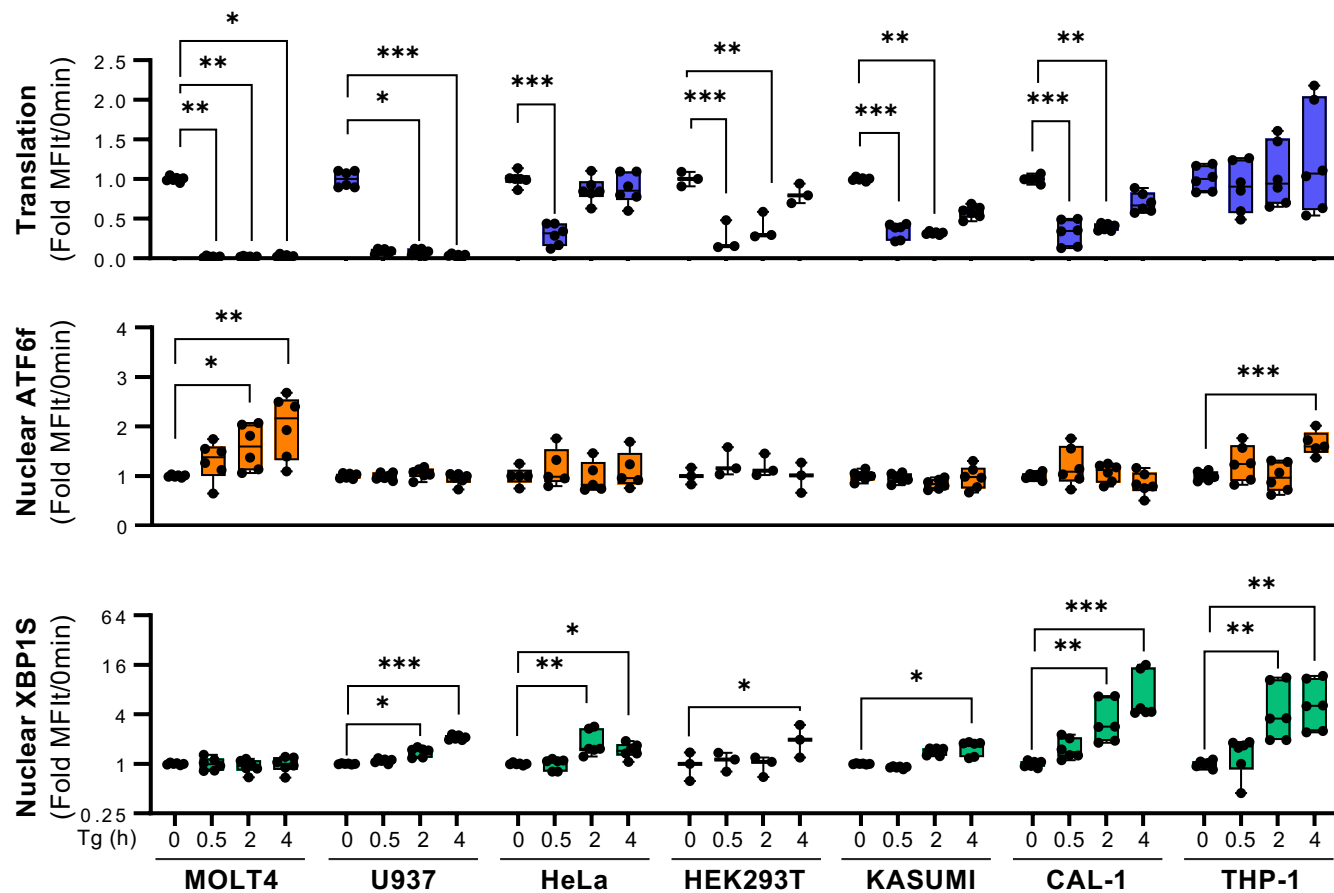 Translation
(Fold MFIt/0min)
2.5
2.0
1.5
1.0
0.5
0.0
** ** *
* ***
***
*** **
*** **
*** **
Nuclear ATF6f
(Fold MFIt/0min)
4
3
2
1
0
* **
***
Nuclear XBP1S
(Fold MFIt/0min)
64
16
4
1
0.25
* ***
** *
*
*
** ***
** **
Tg (h)
0 0.5 2 4 0 0.5 2 4 0 0.5 2 4 0 0.5 2 4 0 0.5 2 4 0 0.5 2 4 0 0.5 2 4
MOLT4 U937 HeLa HEK293T KASUMI CAL-1 THP-1